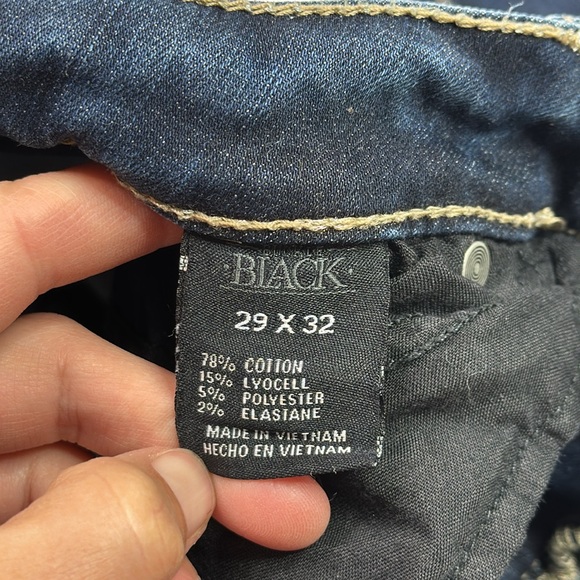 ·BLACK·
29 X 32
78% COTTON
15% LYOCELL
5% POLYESTER
2% ELASTANE
MADE IN VIETNAM
HECHO EN VIETNAM